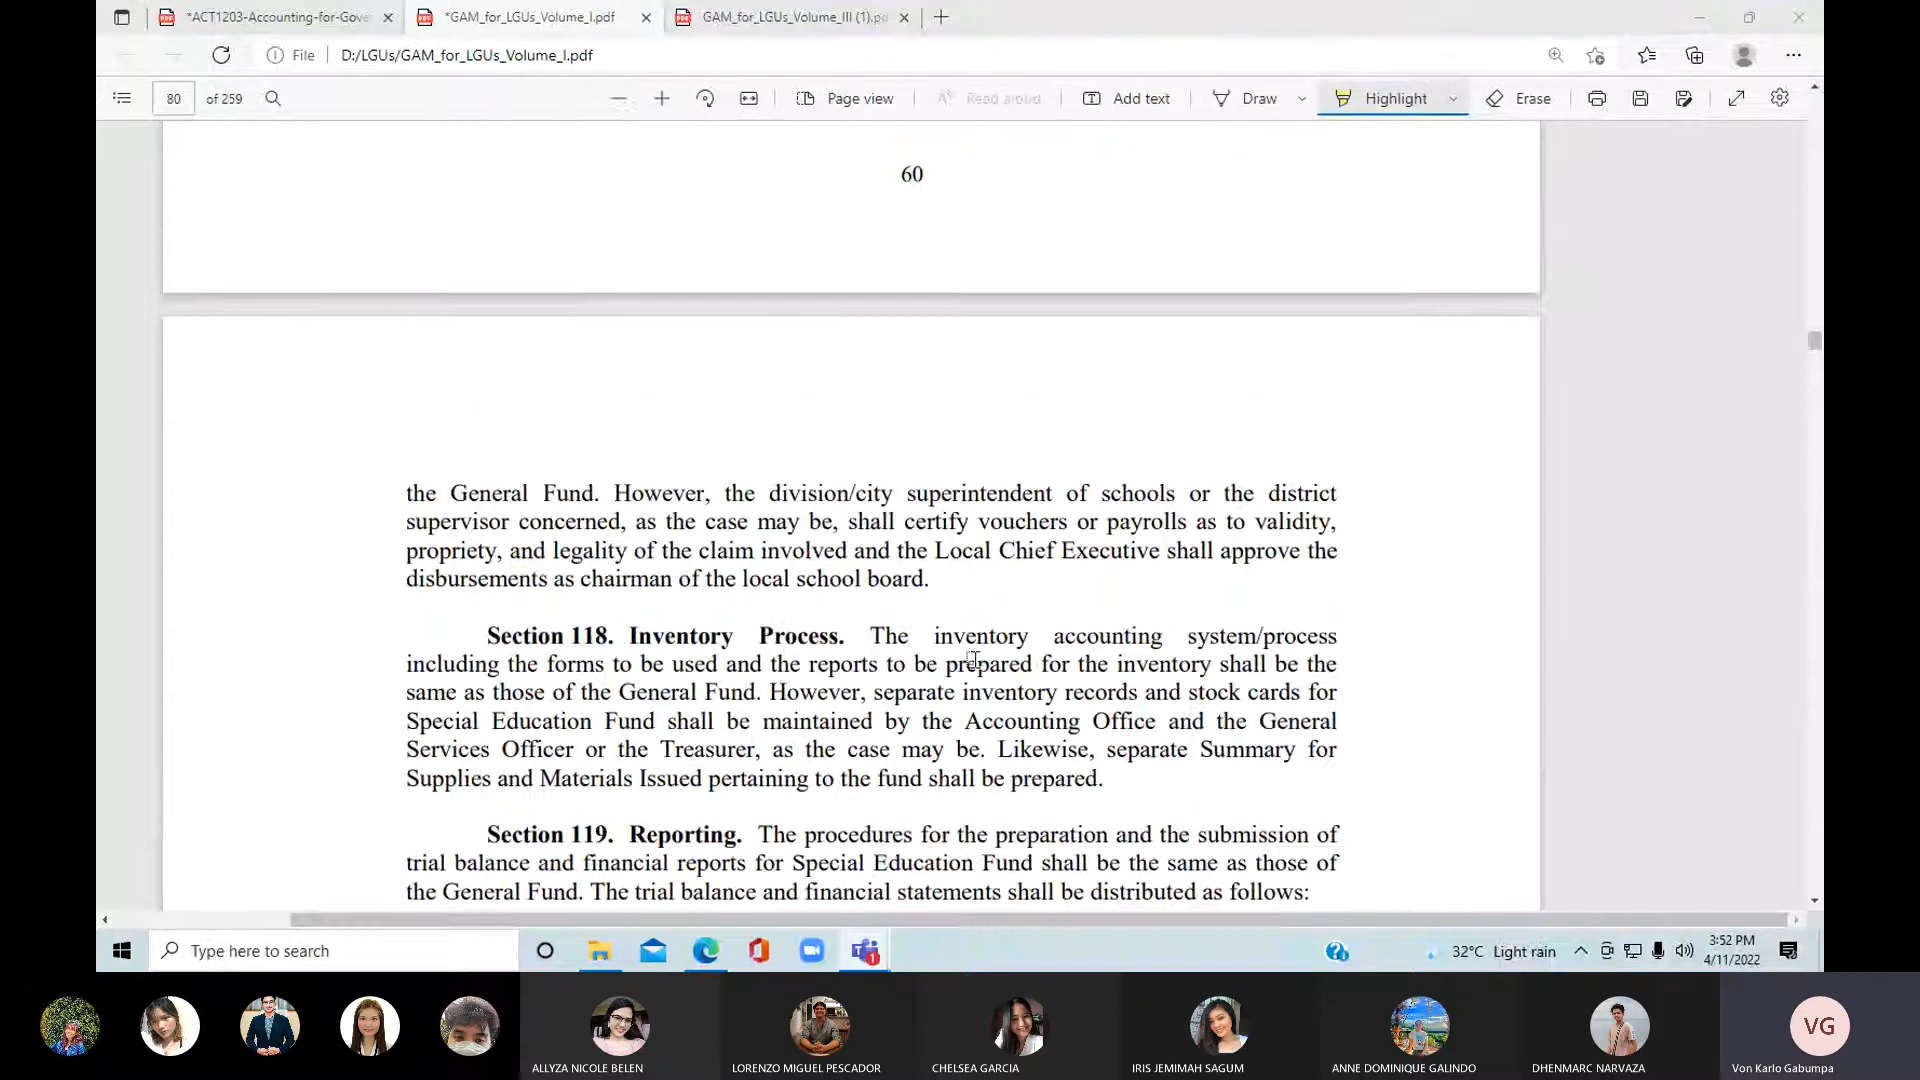 *ACT1203-Accounting-for-Gove
*GAM_for_LGUs_Volume_I.pdf
GAM_for_LGUs_Volume_III (1).pd
File
D:/LGUs/GAM_for_LGUs_Volume_I.pdf
80 of 259
Page view
Read aloud
Add text
Draw
Highlight
Erase
60
the General Fund. However, the division/city superintendent of schools or the district
supervisor concerned, as the case may be, shall certify vouchers or payrolls as to validity,
propriety, and legality of the claim involved and the Local Chief Executive shall approve the
disbursements as chairman of the local school board.
Section 118. Inventory Process. The inventory accounting system/process
including the forms to be used and the reports to be prepared for the inventory shall be the
same as those of the General Fund. However, separate inventory records and stock cards for
Special Education Fund shall be maintained by the Accounting Office and the General
Services Officer or the Treasurer, as the case may be. Likewise, separate Summary for
Supplies and Materials Issued pertaining to the fund shall be prepared.
Section 119. Reporting. The procedures for the preparation and the submission of
trial balance and financial reports for Special Education Fund shall be the same as those of
the General Fund. The trial balance and financial statements shall be distributed as follows:
Type here to search
32°C Light rain
3:52 PM
4/11/2022
ALLYZA NICOLE BELEN
LORENZO MIGUEL PESCADOR
CHELSEA GARCIA
IRIS JEMIMAH SAGUM
ANNE DOMINIQUE GALINDO
DHENMARC NARVAZA
VG
Von Karlo Gabumpa